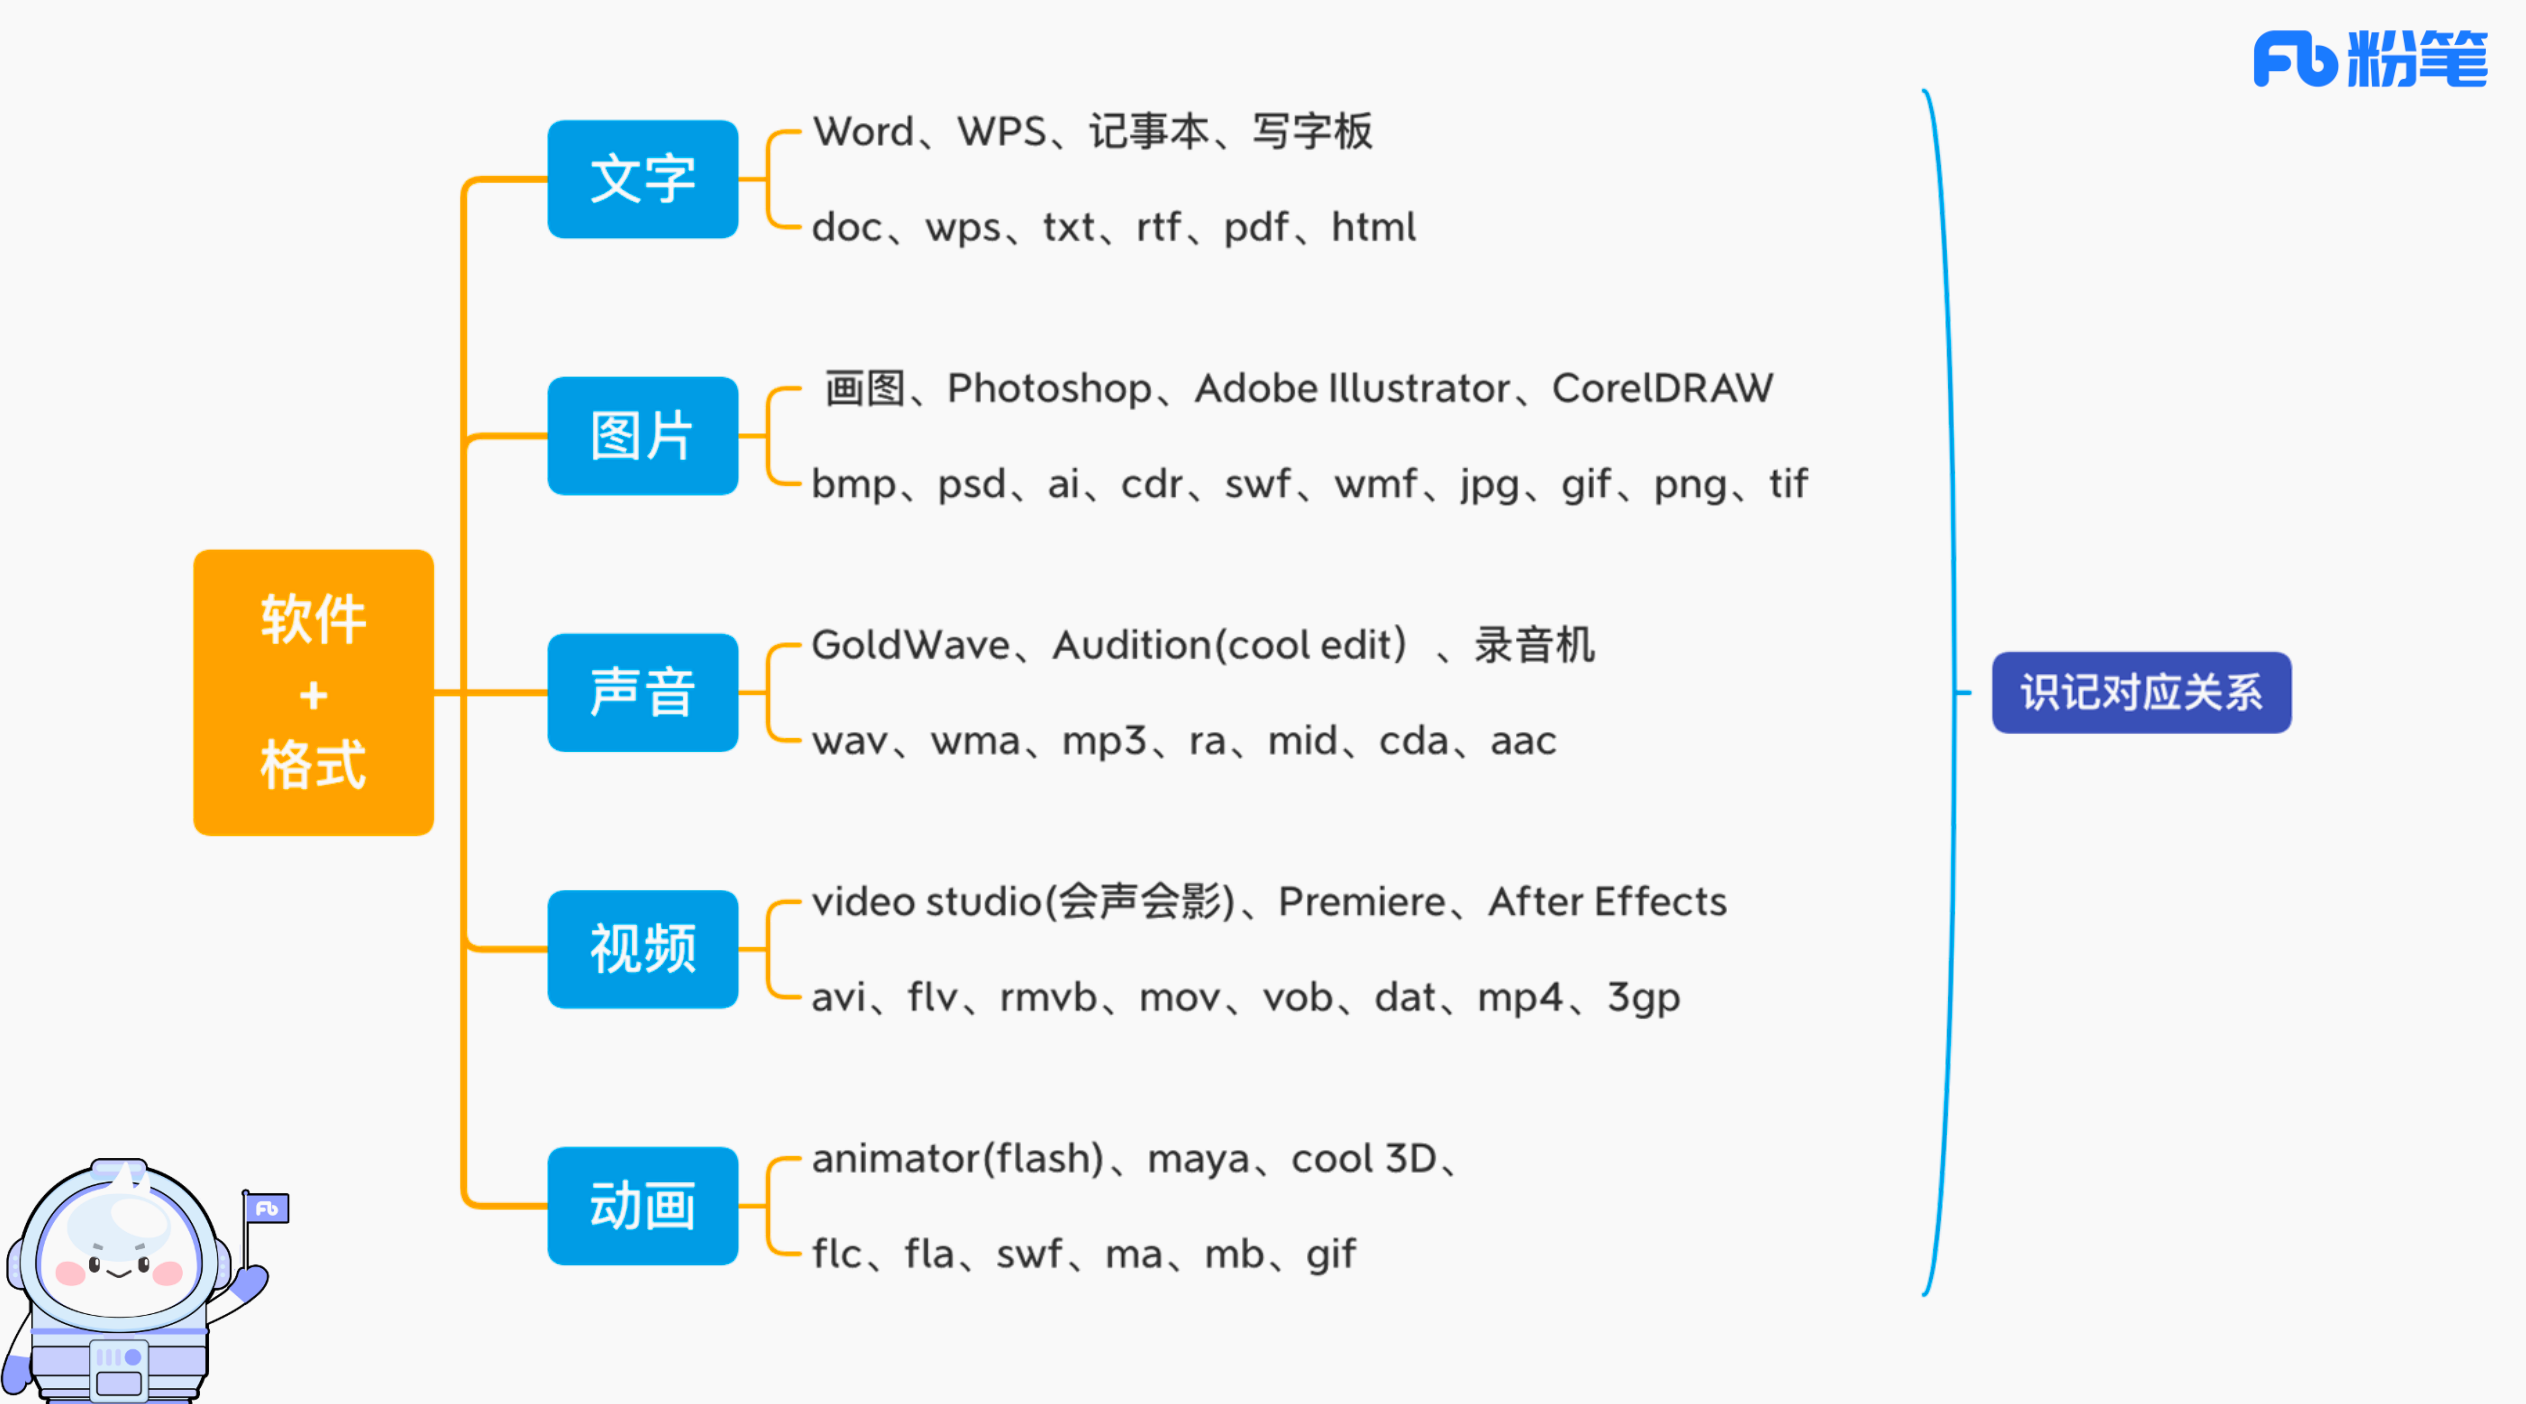 Fb粉笔
软件
+
格式
文字
Word、WPS、记事本、写字板
doc、wps、txt、rtf、pdf、html
图片
画图、Photoshop、Adobe Illustrator、CorelDRAW
bmp、psd、ai、cdr、swf、wmf、jpg、gif、png、tif
声音
GoldWave、Audition(cool edit）、录音机
wav、wma、mp3、ra、mid、cda、aac
视频
video studio(会声会影)、Premiere、After Effects
avi、flv、rmvb、mov、vob、dat、mp4、3gp
动画
animator(flash)、maya、cool 3D、
flc、fla、swf、ma、mb、gif
识记对应关系
Fb